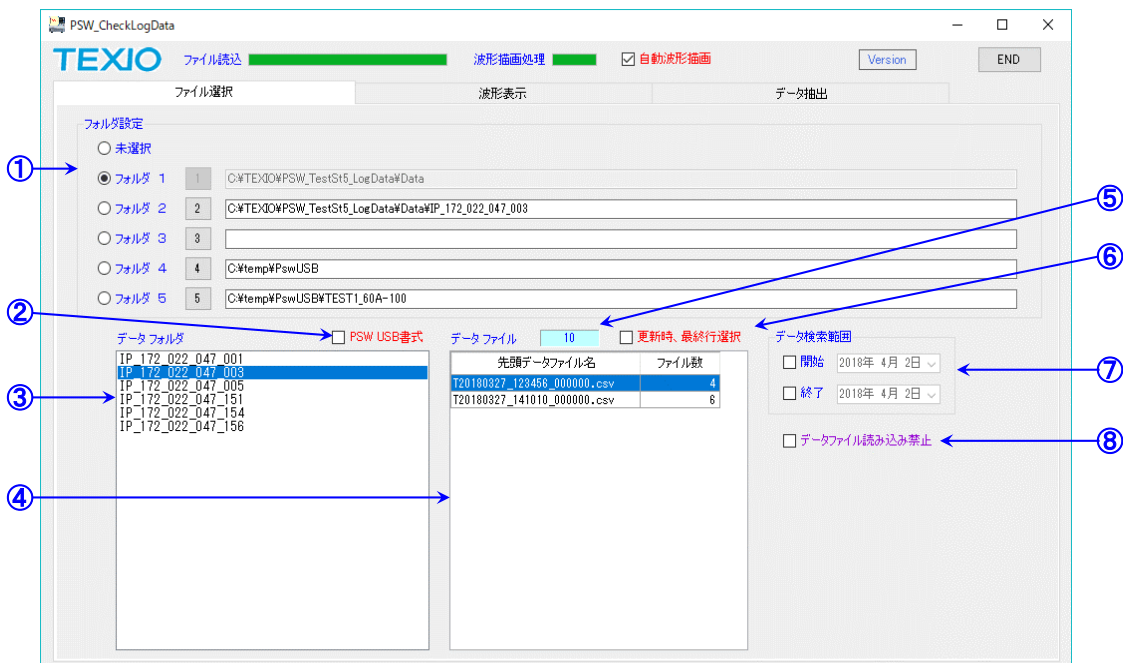 PSW_CheckLogData
TEXIO ファイル読込 波形描画処理 自動波形描画 Version END
ファイル選択 波形表示 データ抽出
フォルダ設定
未選択
①
フォルダ 1 1 C:¥TEXIO¥PSW_TestSt5_LogData¥Data
⑤
フォルダ 2 2 C:¥TEXIO¥PSW_TestSt5_LogData¥Data¥IP_172_022_047_003
フォルダ 3 3
⑥
フォルダ 4 4 C:¥temp¥PswUSB
フォルダ 5 5 C:¥temp¥PswUSB¥TEST1_60A-100
②
データ フォルダ PSW USB書式 データ ファイル 10 更新時、最終行選択 データ検索範囲
IP_172_022_047_001
IP_172_022_047_003
IP_172_022_047_005
IP_172_022_047_151
IP_172_022_047_154
IP_172_022_047_156
先頭データファイル名 ファイル数
T20180327_123456_000000.csv 4
T20180327_141010_000000.csv 6
開始 2018年 4月 2日
⑦
終了 2018年 4月 2日
③
データファイル読み込み禁止 ⑧
④